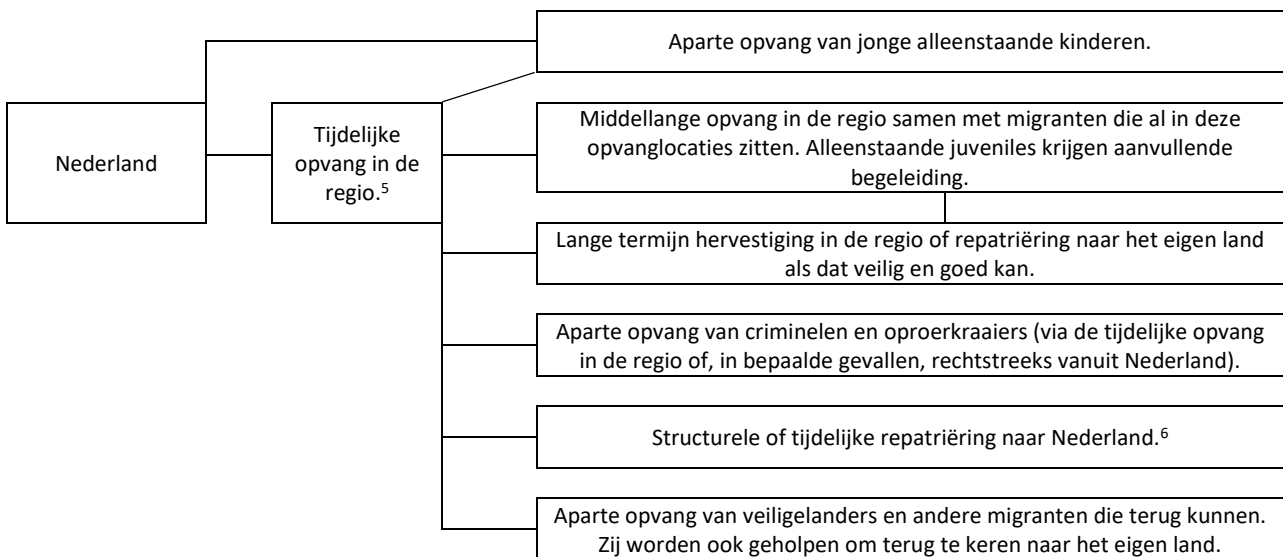 Aparte opvang van jonge alleenstaande kinderen.
Nederland
Tijdelijke
opvang in de
regio.⁵
Middellange opvang in de regio samen met migranten die al in deze
opvanglocaties zitten. Alleenstaande juveniles krijgen aanvullende
begeleiding.
Lange termijn hervestiging in de regio of repatriëring naar het eigen land
als dat veilig en goed kan.
Aparte opvang van criminelen en oproerkraaiers (via de tijdelijke opvang
in de regio of, in bepaalde gevallen, rechtstreeks vanuit Nederland).
Structurele of tijdelijke repatriëring naar Nederland.⁶
Aparte opvang van veiligelanders en andere migranten die terug kunnen.
Zij worden ook geholpen om terug te keren naar het eigen land.